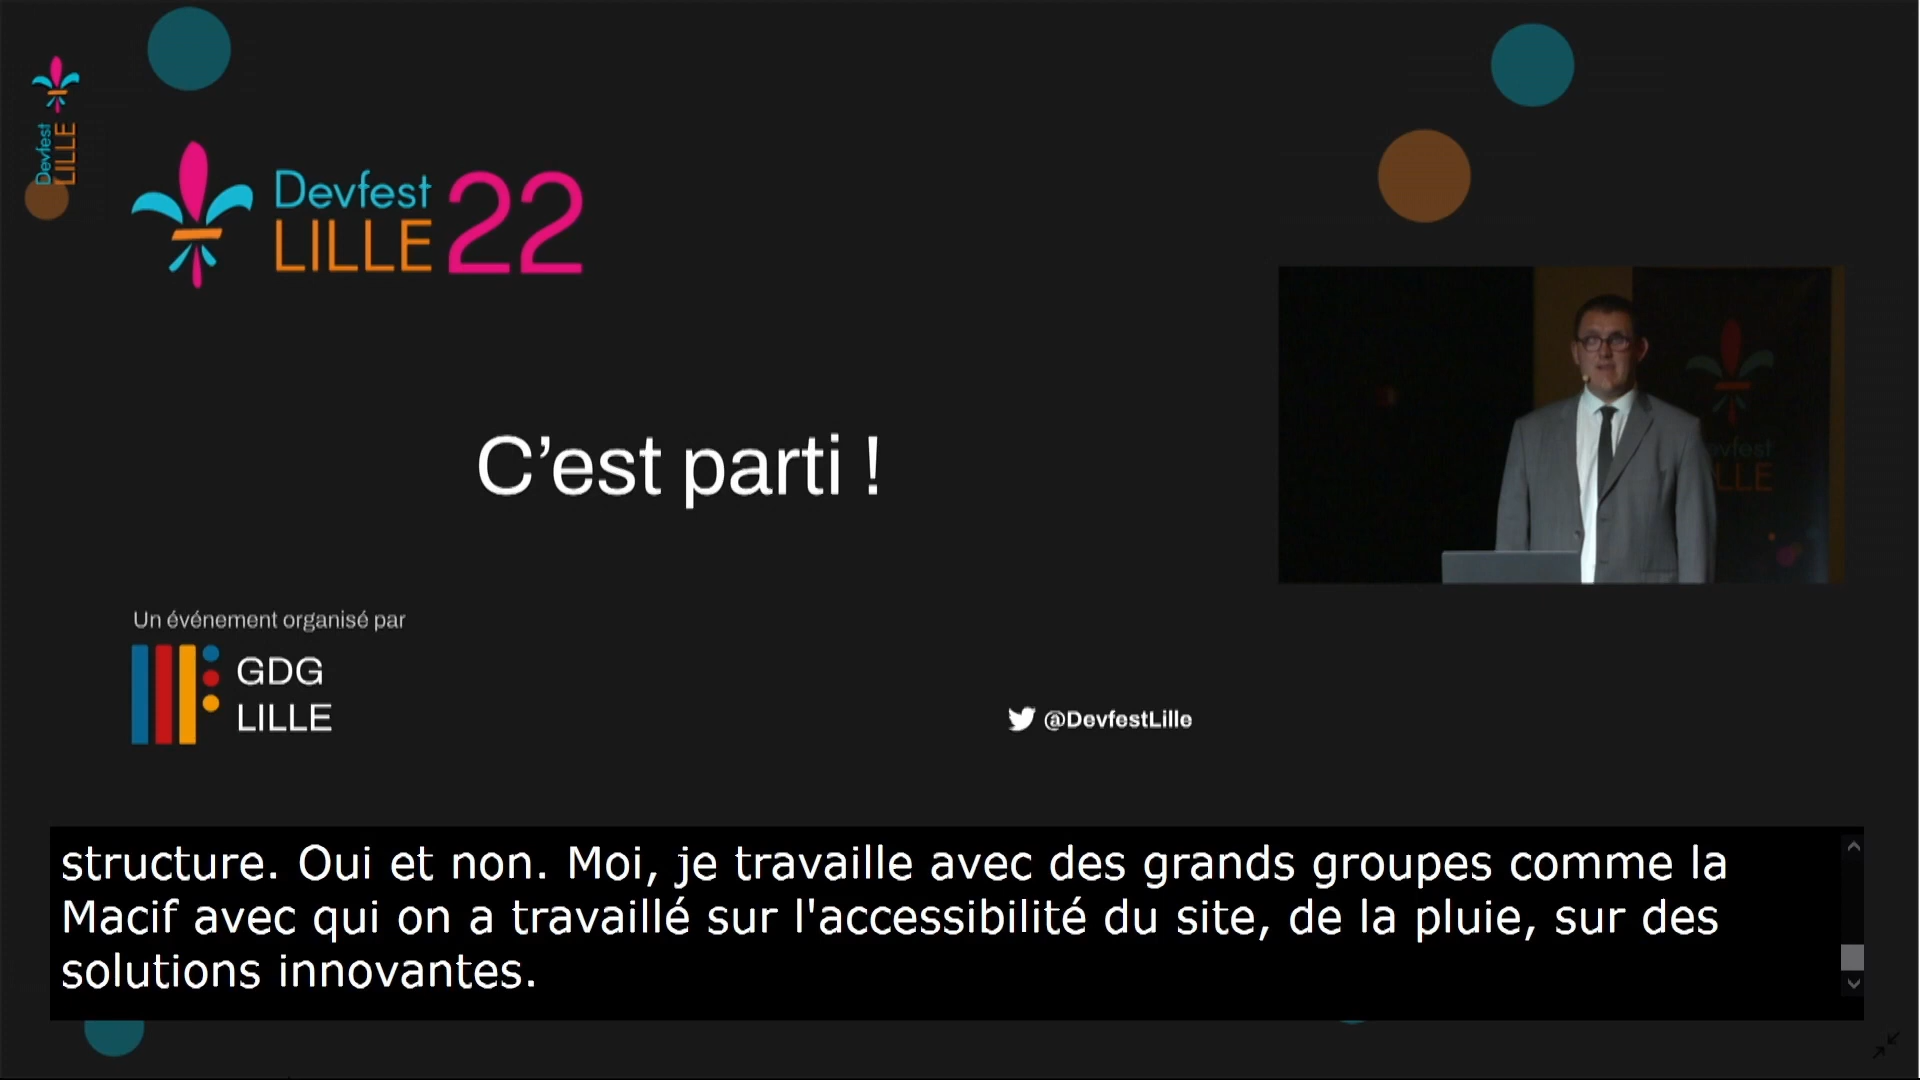 Devfest
LILLE
Devfest
LILLE 22
C’est parti !
Un événement organisé par
GDG
LILLE
@DevfestLille
LLE
structure. Oui et non. Moi, je travaille avec des grands groupes comme la
Macif avec qui on a travaillé sur l'accessibilité du site, de la pluie, sur des
solutions innovantes.